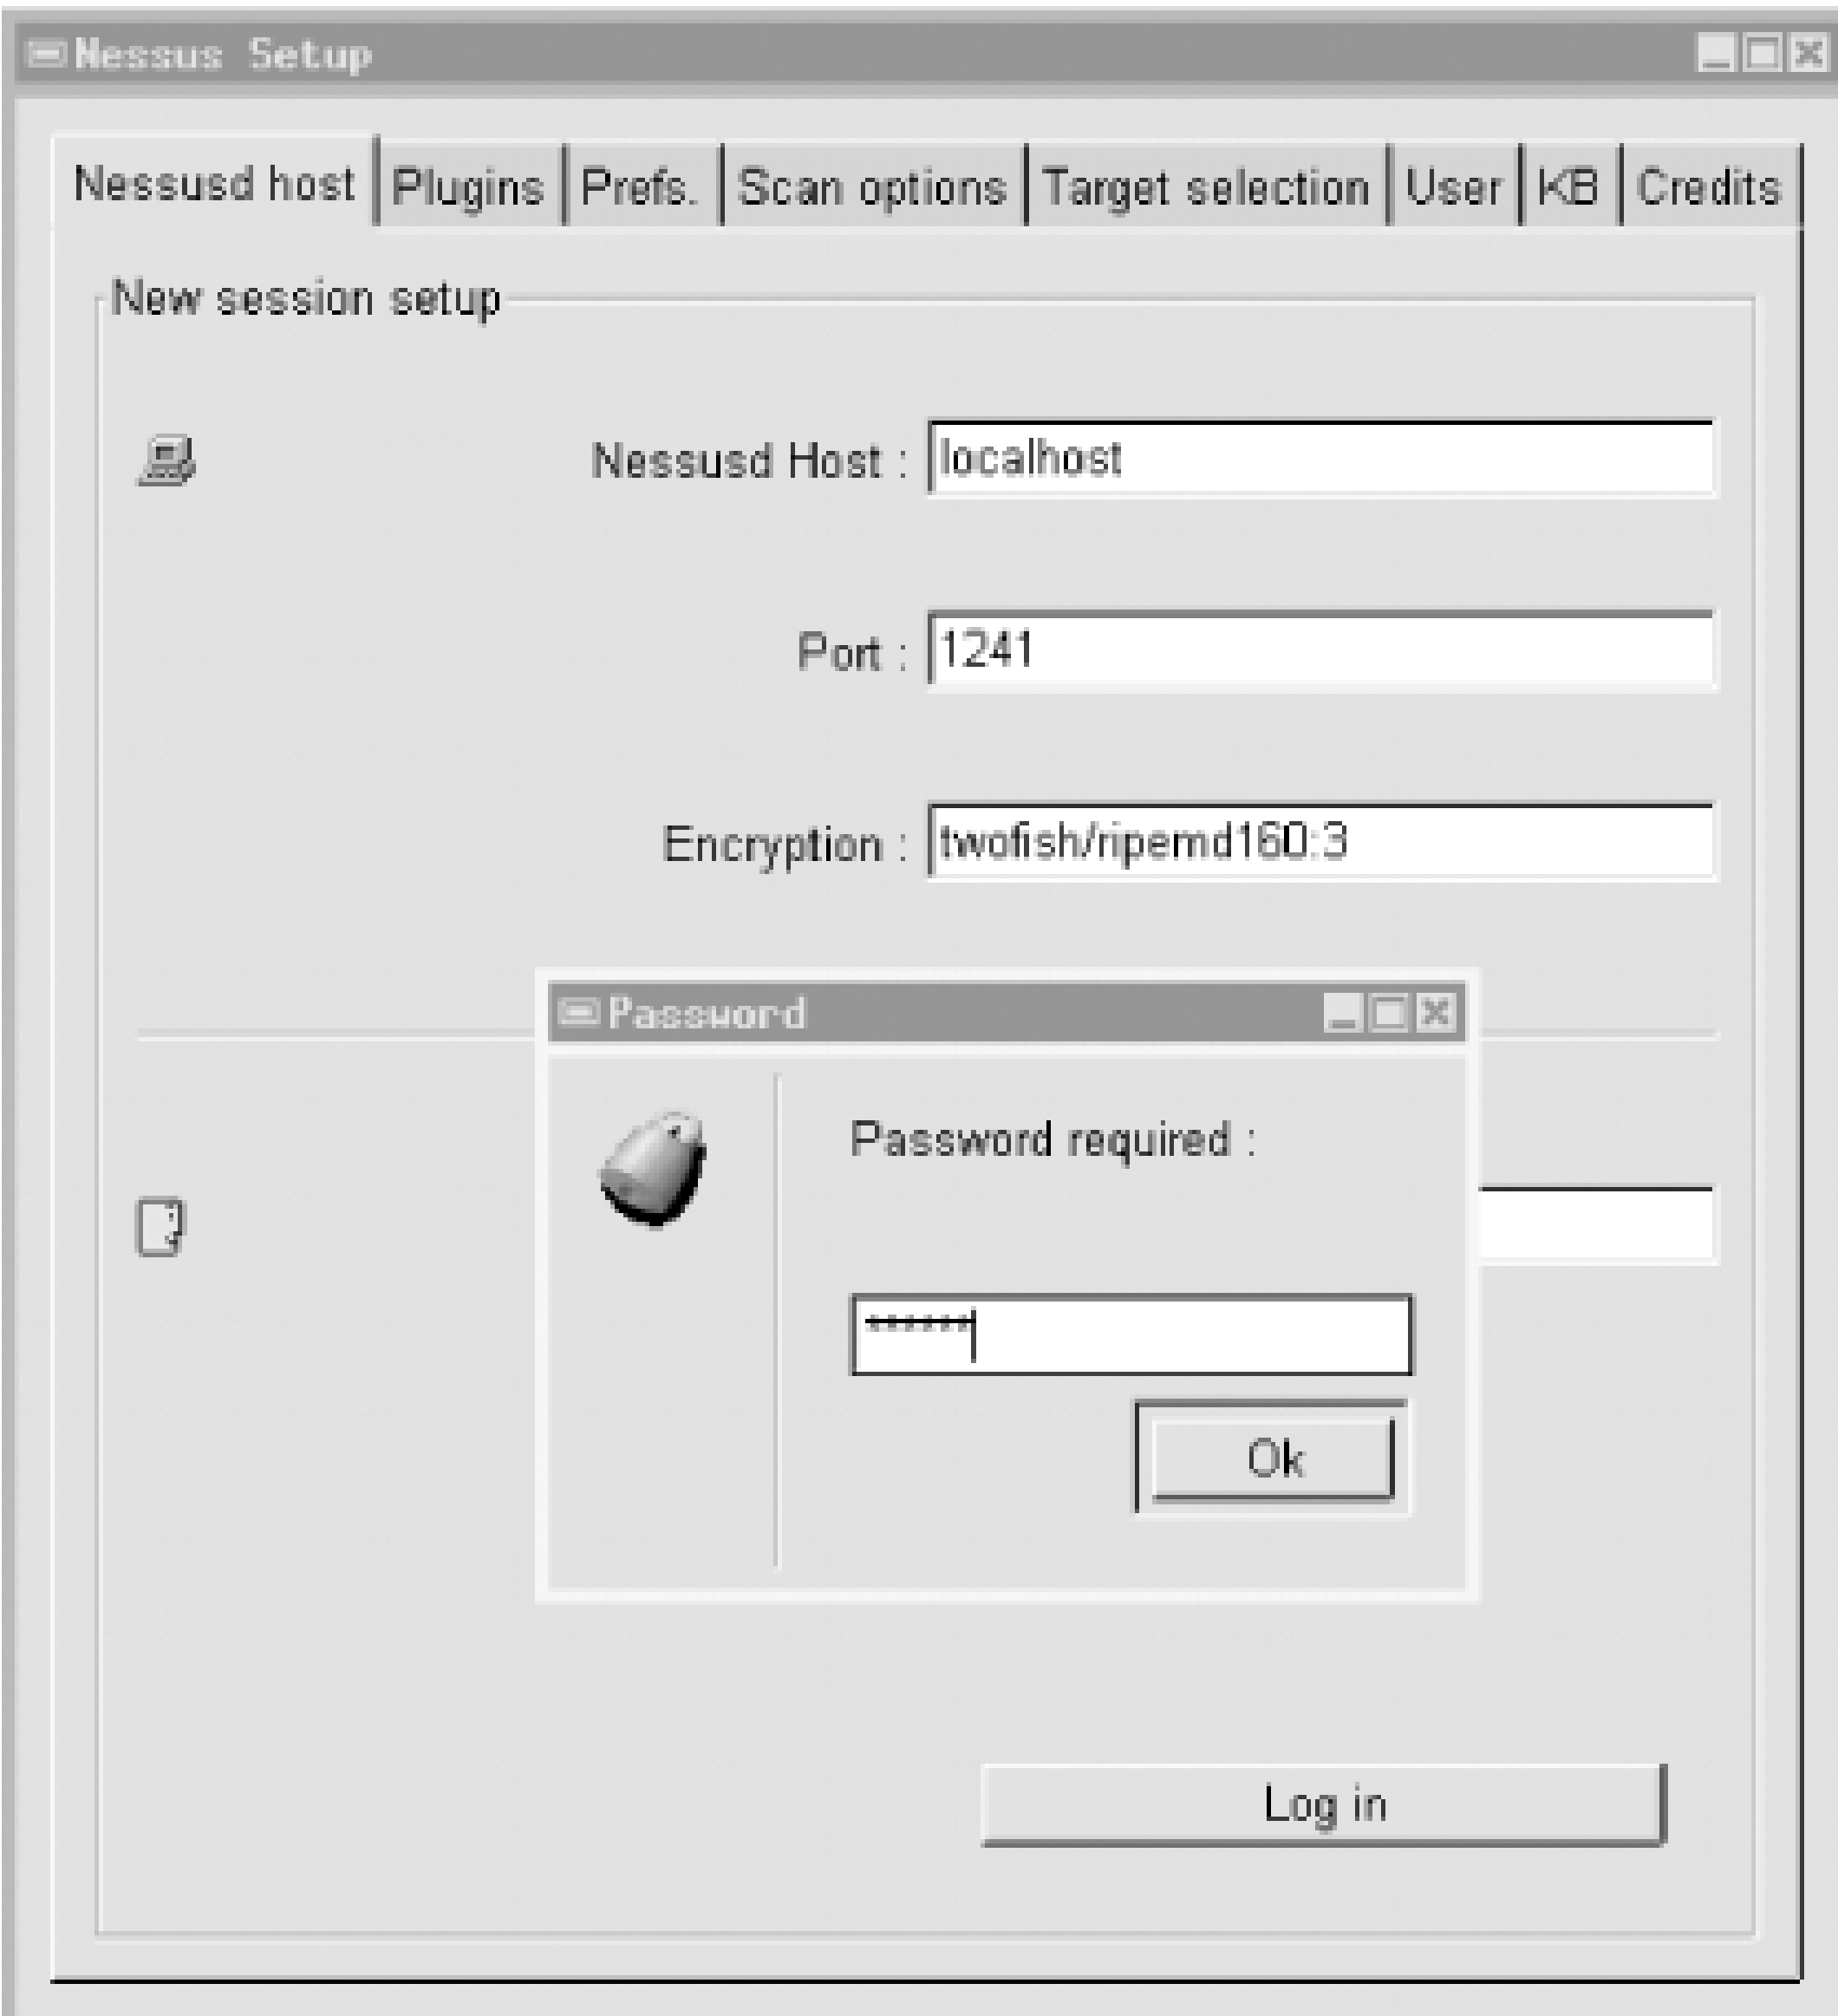 Nessus Setup
Nessusd host Plugins Prefs. Scan options Target selection User KB Credits
New session setup
Nessusd Host : localhost
Port : 1241
Encryption : twofish/ripemd160:3
Password
Password required :
******
Ok
Log in